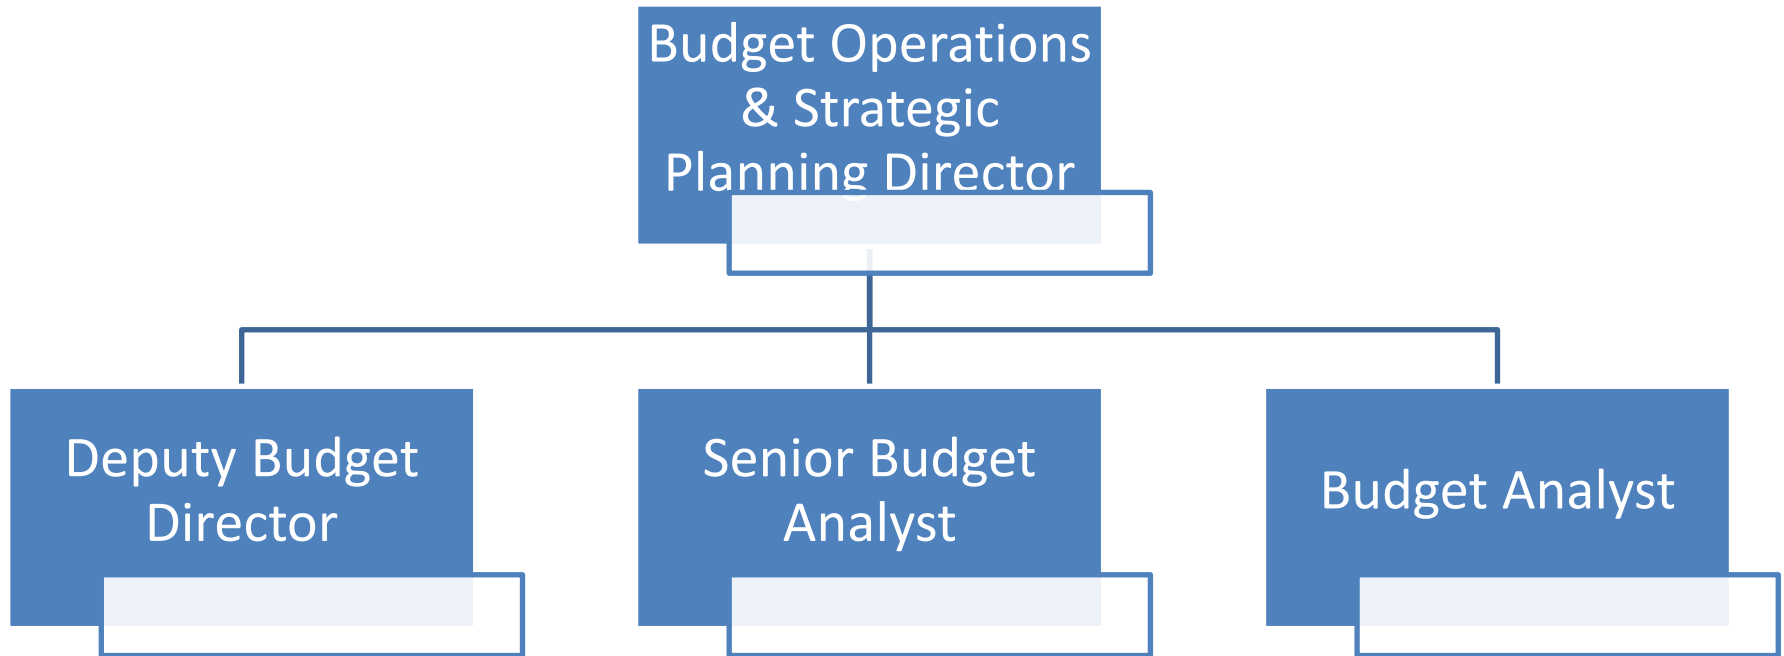 Budget Operations
& Strategic
Planning Director
Deputy Budget
Director
Senior Budget
Analyst
Budget Analyst